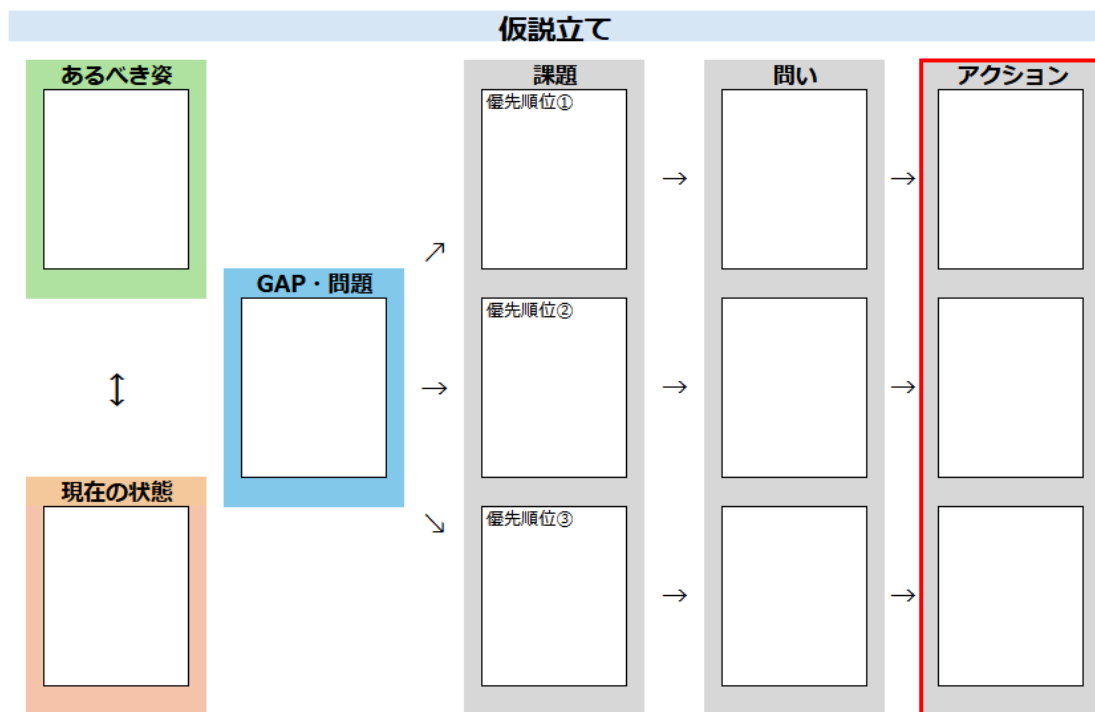 仮説立て
あるべき姿
課題
問い
アクション
優先順位①
→
→
↗
GAP・問題
優先順位②
↕
→
→
→
現在の状態
優先順位③
↘
→
→